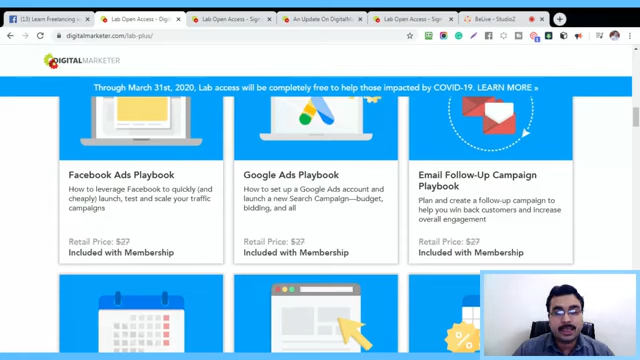 Learn Freelancing w
Lab Open Access - Digi
Lab Open Access - Sign
An Update On DigitalM
Lab Open Access - Sign
BeLive - Studio2
digitalmarketer.com/lab-plus/
DIGITALMARKETER
Through March 31st, 2020, Lab access will be completely free to help those impacted by COVID-19. LEARN MORE »
Facebook Ads Playbook
How to leverage Facebook to quickly (and
cheaply) launch, test and scale your traffic
campaigns
Retail Price: $27
Included with Membership
Google Ads Playbook
How to set up a Google Ads account and
launch a new Search Campaign—budget,
bidding, and all
Retail Price: $27
Included with Membership
Email Follow-Up Campaign
Playbook
Plan and create a follow-up campaign to
help you win back customers and increase
overall engagement
Retail Price: $27
Included with Membership